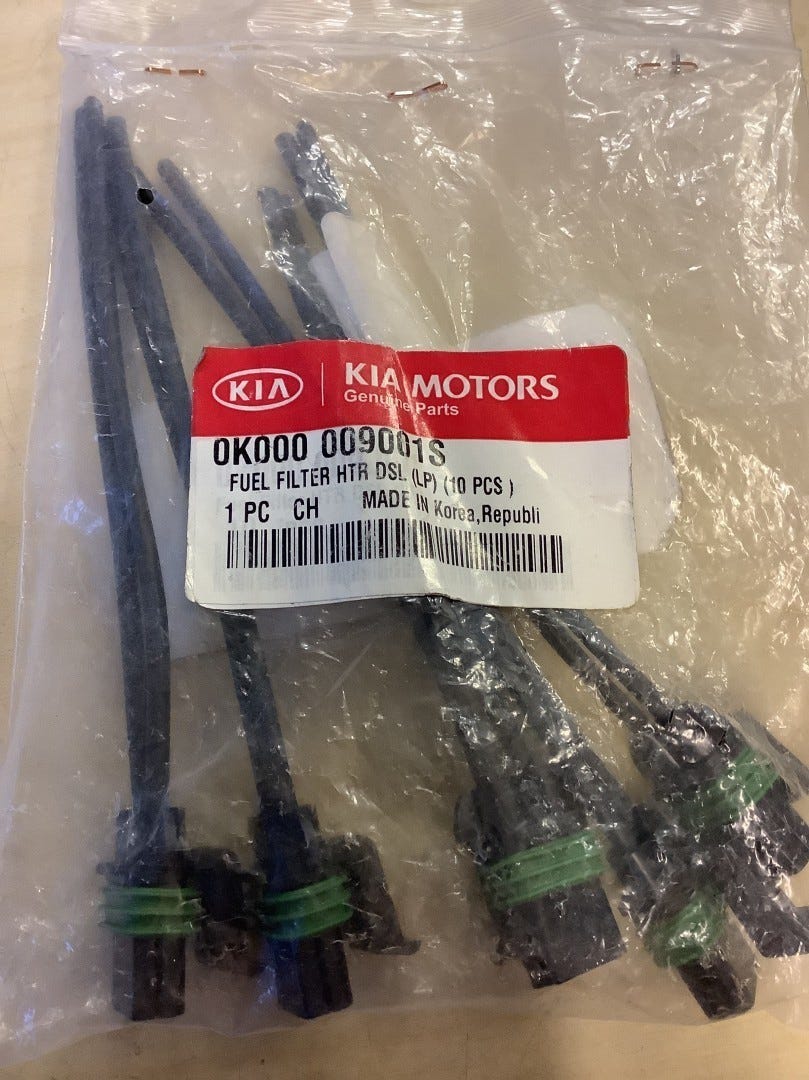 KIA
KIA MOTORS
Genuine Parts
0K000 009001S
FUEL FILTER HTR DSL (LP) (10 PCS )
1 PC CH MADE IN Korea,Republi